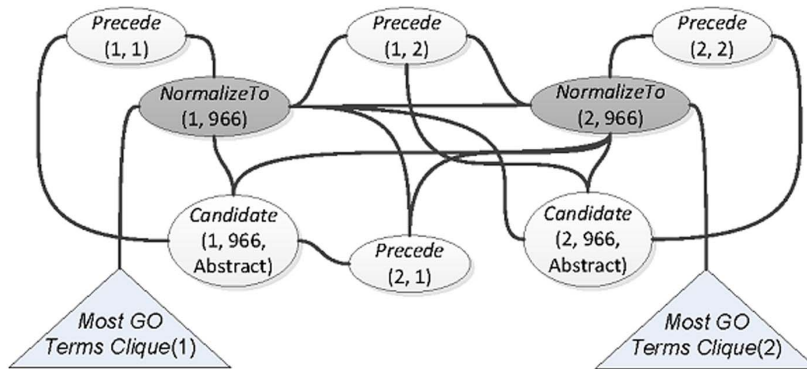 Precede
(1, 1)
Precede
(1, 2)
Precede
(2, 2)
NormalizeTo
(1, 966)
NormalizeTo
(2, 966)
Candidate
(1, 966,
Abstract)
Precede
(2, 1)
Candidate
(2, 966,
Abstract)
Most GO
Terms Clique(1)
Most GO
Terms Clique(2)